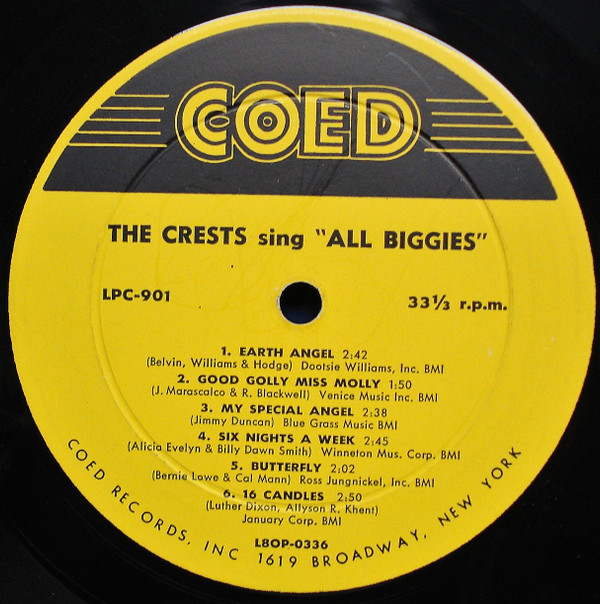 COED
THE CRESTS sing "ALL BIGGIES"
LPC-901
33⅓ r.p.m.
1. EARTH ANGEL 2:42
(Belvin, Williams & Hodge) Dootsie Williams, Inc. BMI
2. GOOD GOLLY MISS MOLLY 1:50
(J. Marascalco & R. Blackwell) Venice Music Inc. BMI
3. MY SPECIAL ANGEL 2:38
(Jimmy Duncan) Blue Grass Music BMI
4. SIX NIGHTS A WEEK 2:45
(Alicia Evelyn & Billy Dawn Smith) Winneton Mus. Corp. BMI
5. BUTTERFLY 2:02
(Bernie Lowe & Cal Mann) Ross Jungnickel, Inc. BMI
6. 16 CANDLES 2:50
(Luther Dixon, Allyson R. Khent)
January Corp. BMI
L8OP-0336
COED RECORDS, INC 1619 BROADWAY, NEW YORK